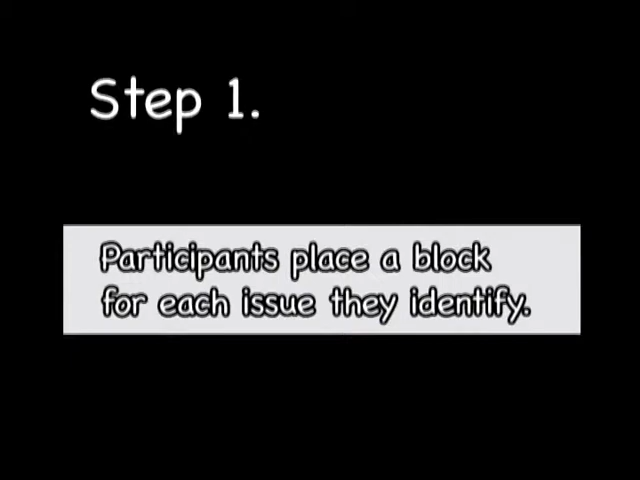 Step 1.
Participants place a block
for each issue they identify.